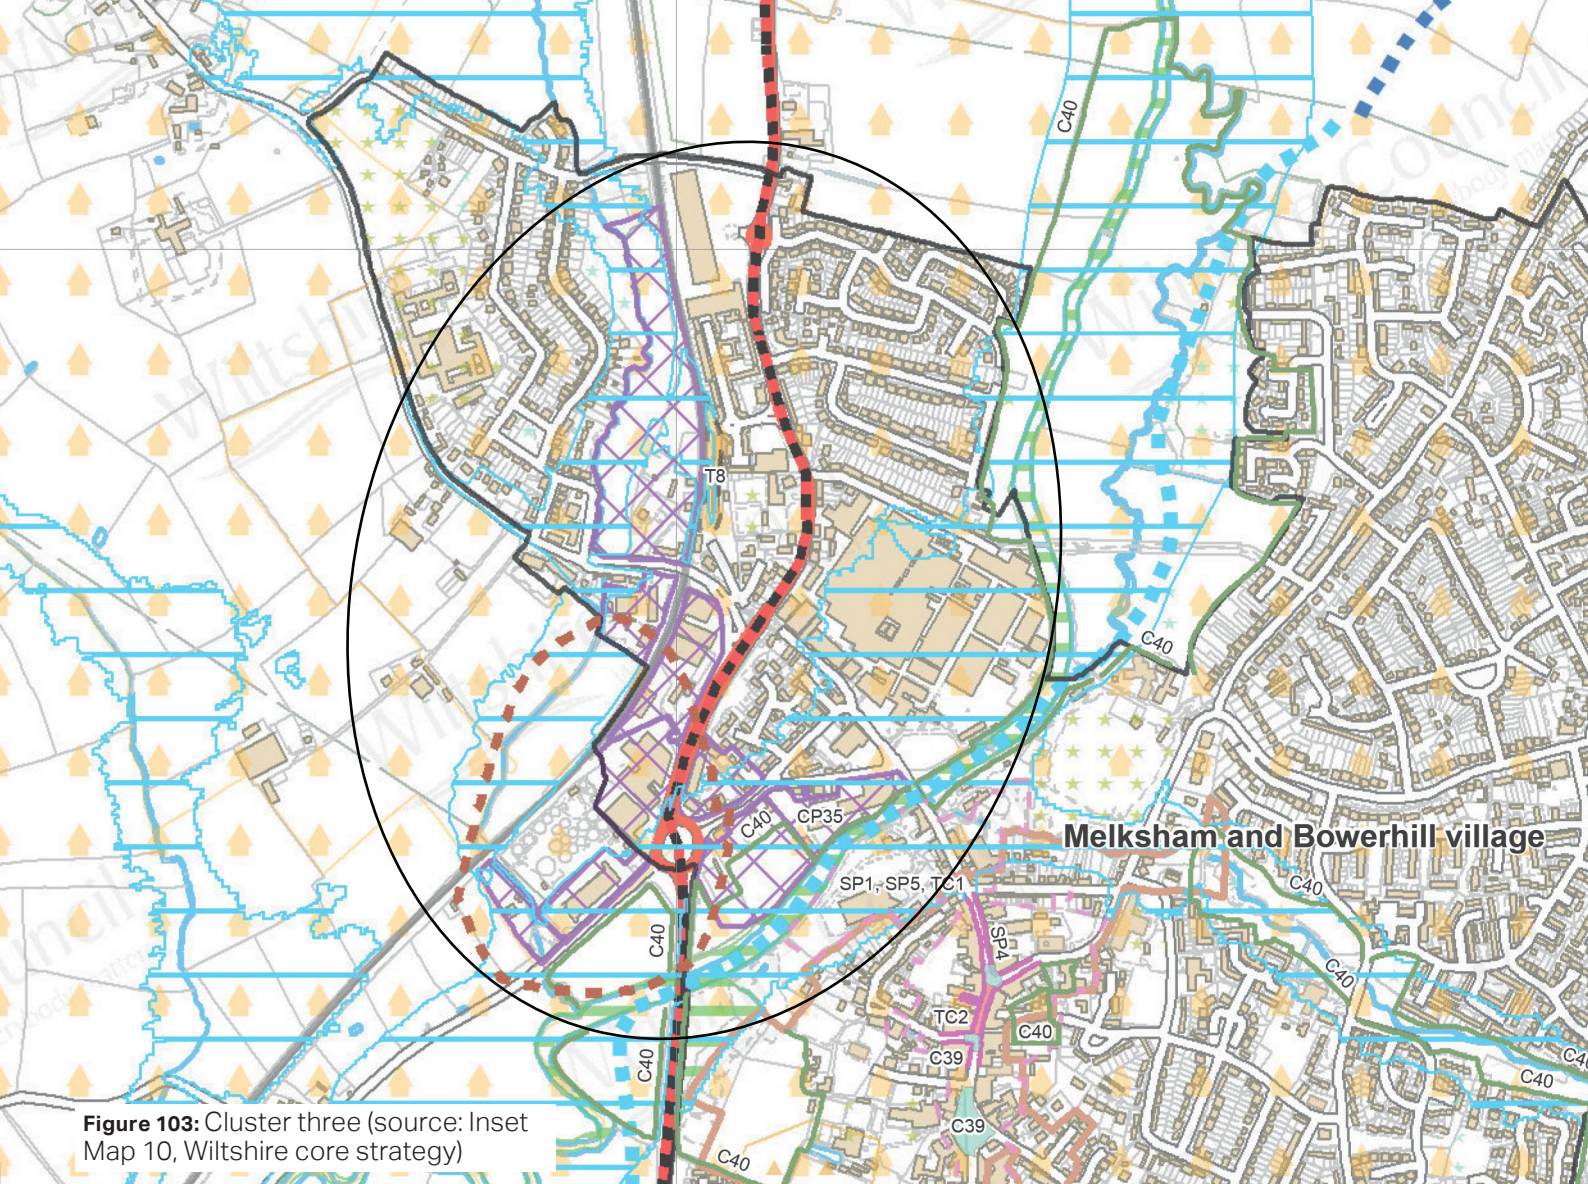 C40
T8
C40
C40
CP35
Melksham and Bowerhill village
SP1, SP5, TC1
C40
C40
SP4
C40
TC2
C40
C39
C40
C40
C39
C40
Figure 103: Cluster three (source: Inset
Map 10, Wiltshire core strategy)